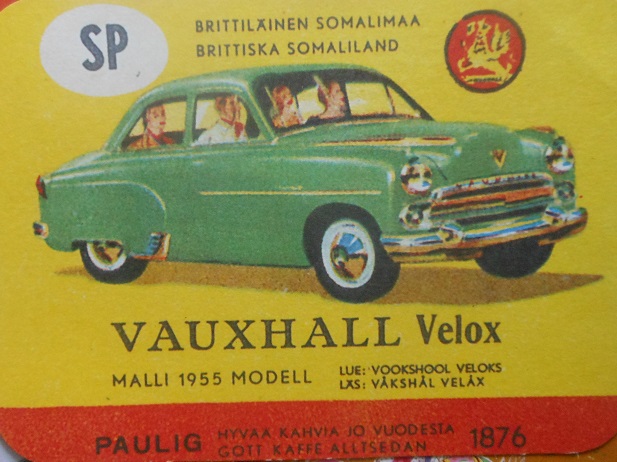 SP
BRITTILÄINEN SOMALIMAA
BRITTISKA SOMALILAND
VAUXHALL Velox
MALLI 1955 MODELL
LUE: VOOKSHOOL VELOKS
LÄS: VÅKSHÅL VELÅX
PAULIG
HYVÄÄ KAHVIA JO VUODESTA
GOTT KAFFE ALLTSEDAN
1876